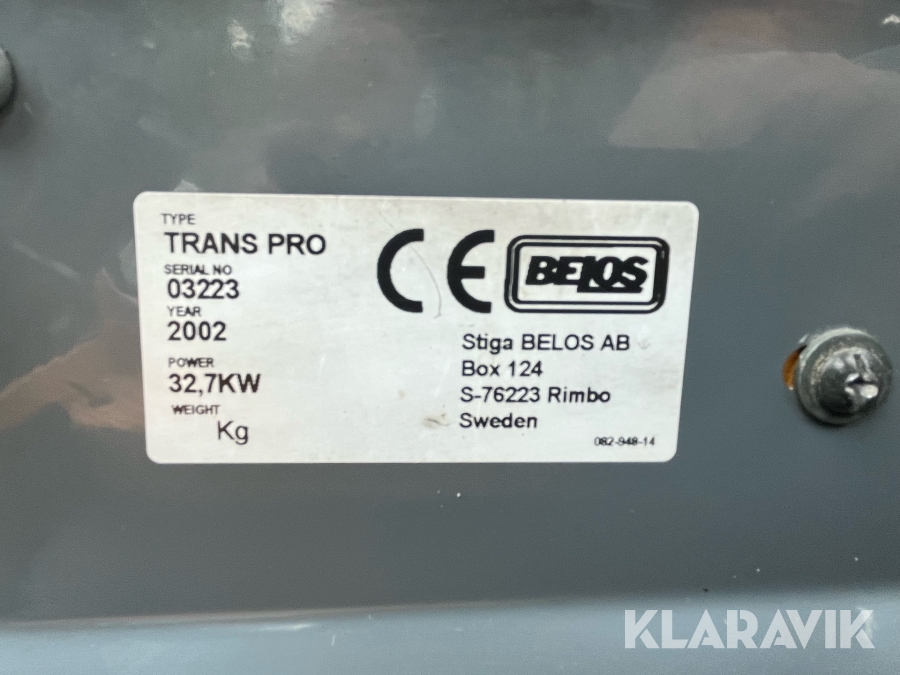 TYPE
TRANS PRO
SERIAL NO
03223
YEAR
2002
POWER
32,7KW
WEIGHT
Kg
CE
BELOS
Stiga BELOS AB
Box 124
S-76223 Rimbo
Sweden
082-948-14
KLARAVIK